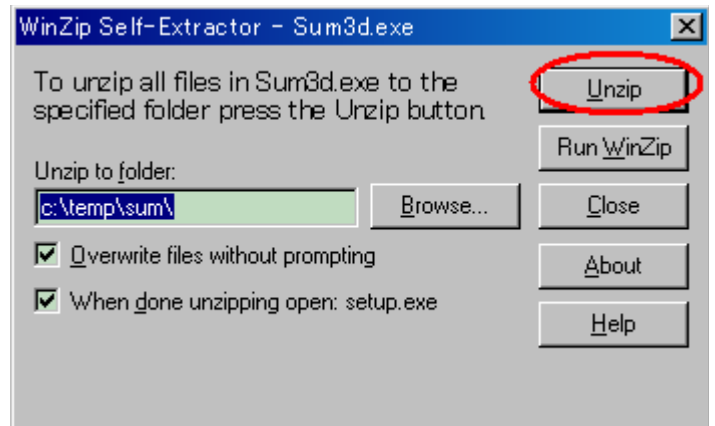 WinZip Self-Extractor - Sum3d.exe
To unzip all files in Sum3d.exe to the
specified folder press the Unzip button.
Unzip
Run WinZip
Unzip to folder:
c:\temp\sum\
Browse...
Close
Overwrite files without prompting
About
When done unzipping open: setup.exe
Help